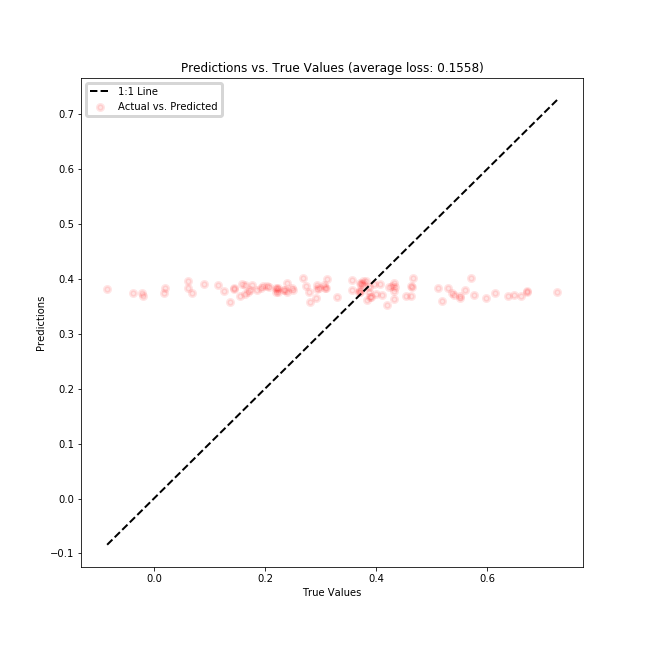 Predictions vs. True Values (average loss: 0.1558)
1:1 Line
Actual vs. Predicted
0.7
0.6
0.5
0.4
0.3
0.2
0.1
0.0
−0.1
Predictions
0.0 0.2 0.4 0.6
True Values